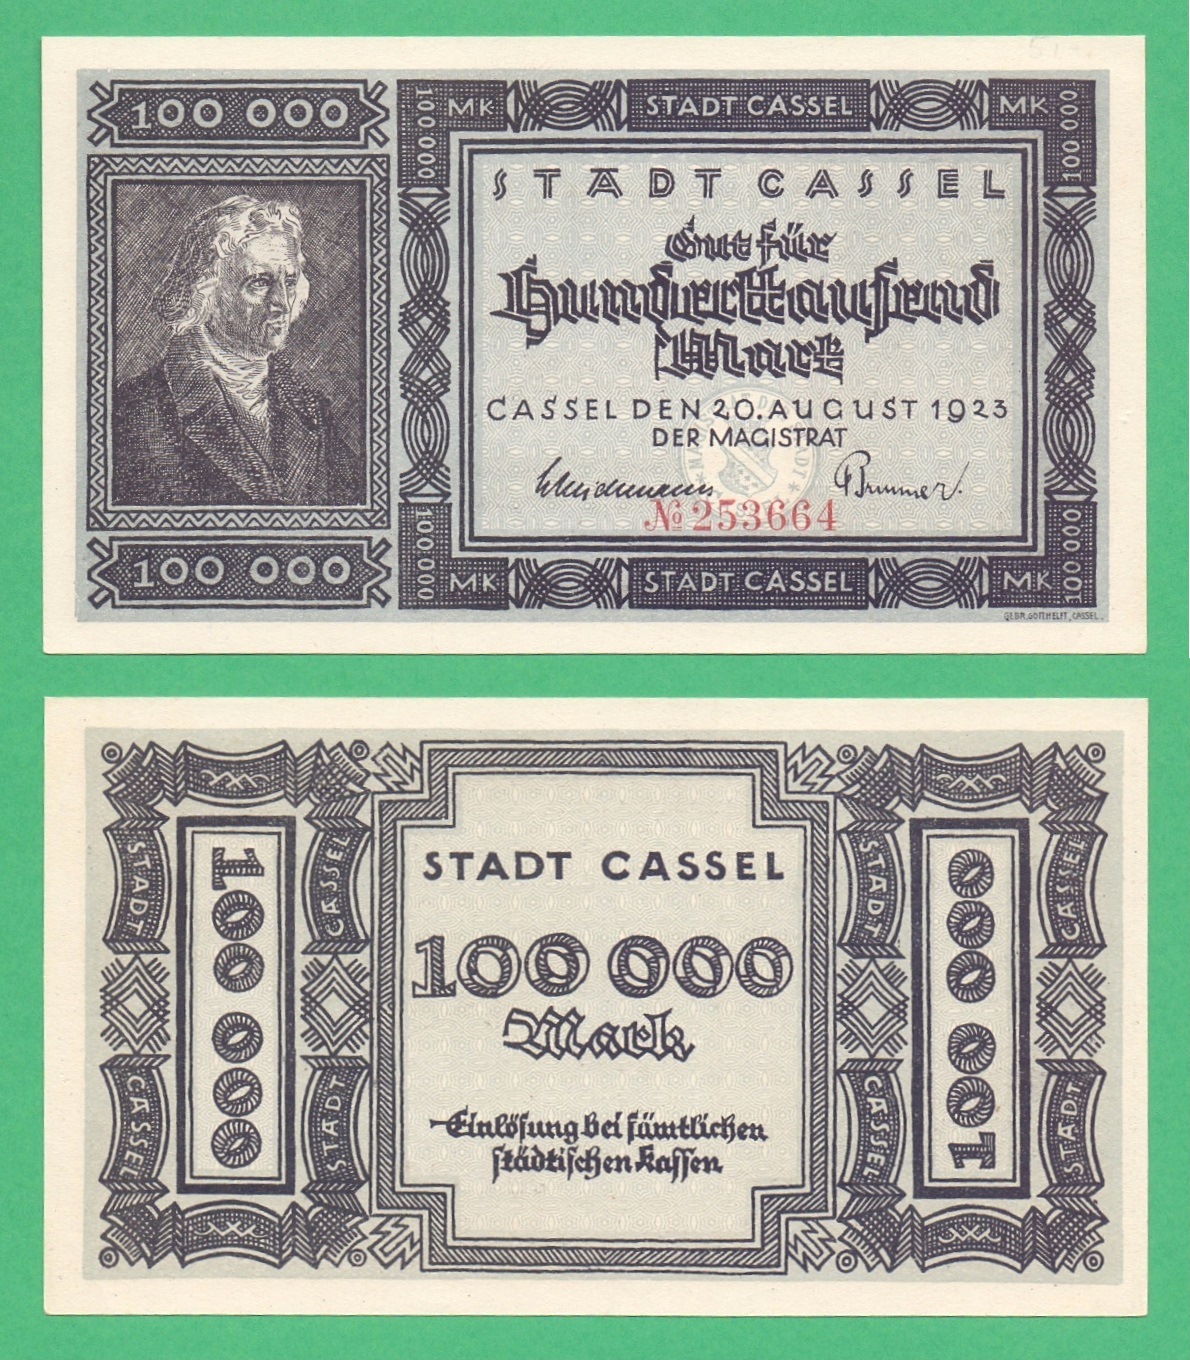 100 000
100 000
MK
STADT CASSEL
MK
100 000
STADT CASSEL
Gut für
Hunderttausend
Mark
CASSEL DEN 20. AUGUST 1923
DER MAGISTRAT
Brunner.
№ 253664
100 000
100 000
MK
STADT CASSEL
MK
100 000
GEBR. GOTTHELFT, CASSEL.
STADT
100 000
CASSEL
CASSEL
STADT
STADT CASSEL
100 000
Mark
Einlösung bei sämtlichen
städtischen Kassen
STADT
100 000
CASSEL
CASSEL
STADT